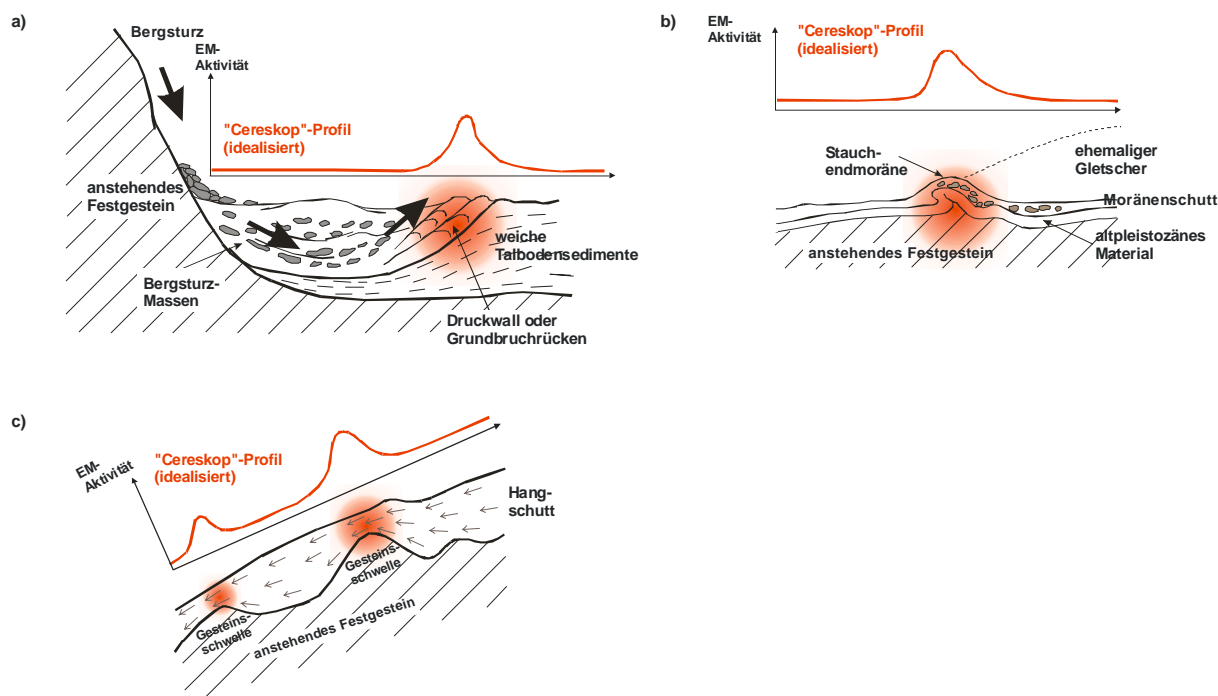 a)
Bergsturz
EM-
Aktivität
"Cereskop"-Profil
(idealisiert)
anstehendes
Festgestein
weiche
Talbodensedimente
Bergsturz-
Massen
Druckwall oder
Grundbruchrücken
b)
EM-
Aktivität
"Cereskop"-Profil
(idealisiert)
Stauch-
endmoräne
ehemaliger
Gletscher
Moränenschutt
altpleistozänes
Material
anstehendes Festgestein
c)
EM-
Aktivität
"Cereskop"-Profil
(idealisiert)
Hang-
schutt
Gesteins-
schwelle
Gesteins-
schwelle
anstehendes Festgestein